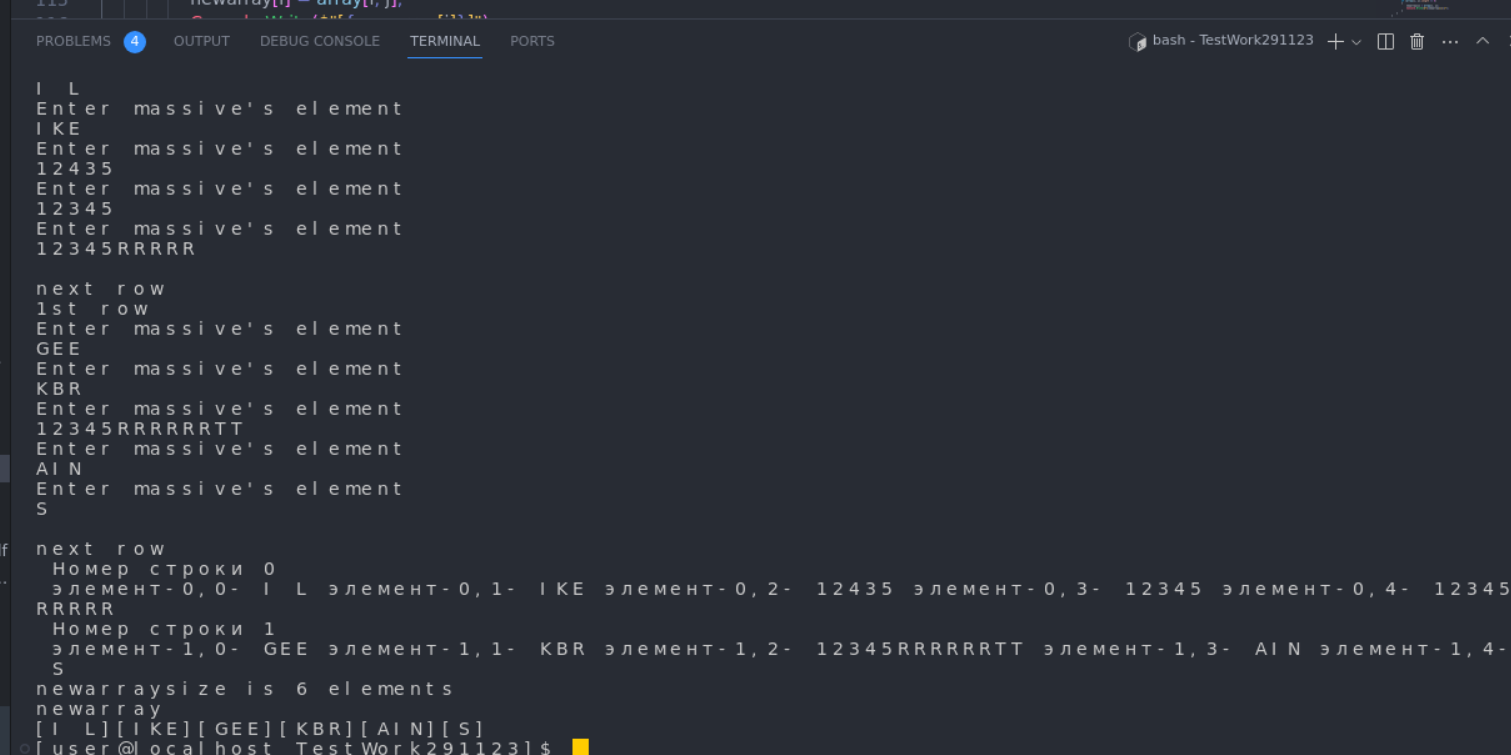 113 newarray[i] = array[i, j];
PROBLEMS 4 OUTPUT DEBUG CONSOLE TERMINAL PORTS bash - TestWork291123
I L
Enter massive's element
IKE
Enter massive's element
12435
Enter massive's element
12345
Enter massive's element
12345RRRRR
next row
1st row
Enter massive's element
GEE
Enter massive's element
KBR
Enter massive's element
12345RRRRRRTT
Enter massive's element
AIN
Enter massive's element
S
next row
Номер строки 0
элемент-0,0- I L элемент-0,1- IKE элемент-0,2- 12435 элемент-0,3- 12345 элемент-0,4- 12345
RRRRR
Номер строки 1
элемент-1,0- GEE элемент-1,1- KBR элемент-1,2- 12345RRRRRRTT элемент-1,3- AIN элемент-1,4-
S
newarraysize is 6 elements
newarray
[I L][IKE][GEE][KBR][AIN][S]
[user@localhost TestWork291123]$